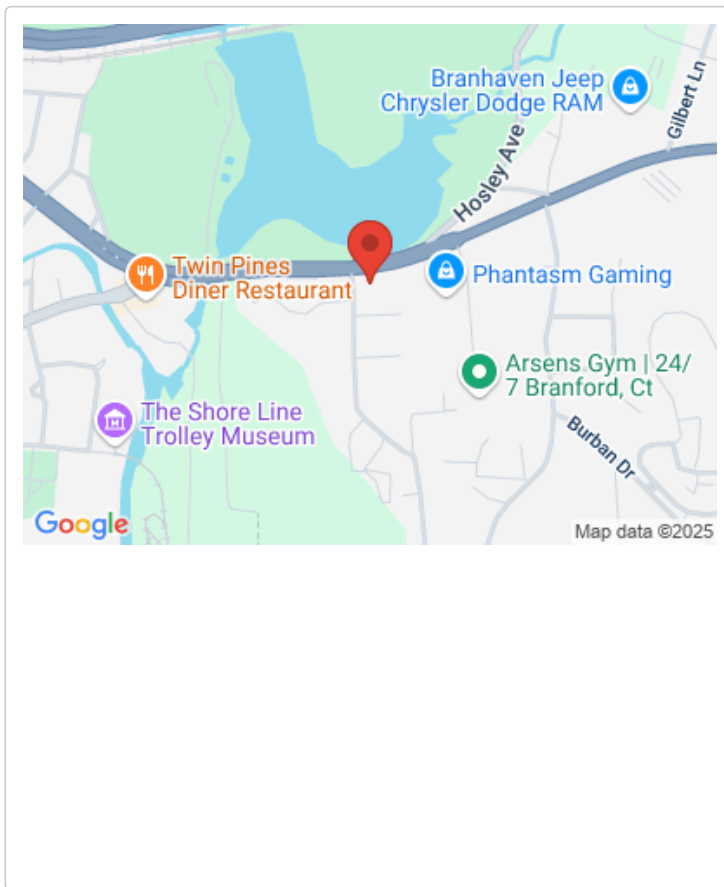 Branhaven Jeep
Chrysler Dodge RAM
Gilbert Ln
Hosley Ave
Twin Pines
Diner Restaurant
Phantasm Gaming
Arsens Gym | 24/
7 Branford, Ct
The Shore Line
Trolley Museum
Burban Dr
Google
Map data ©2025